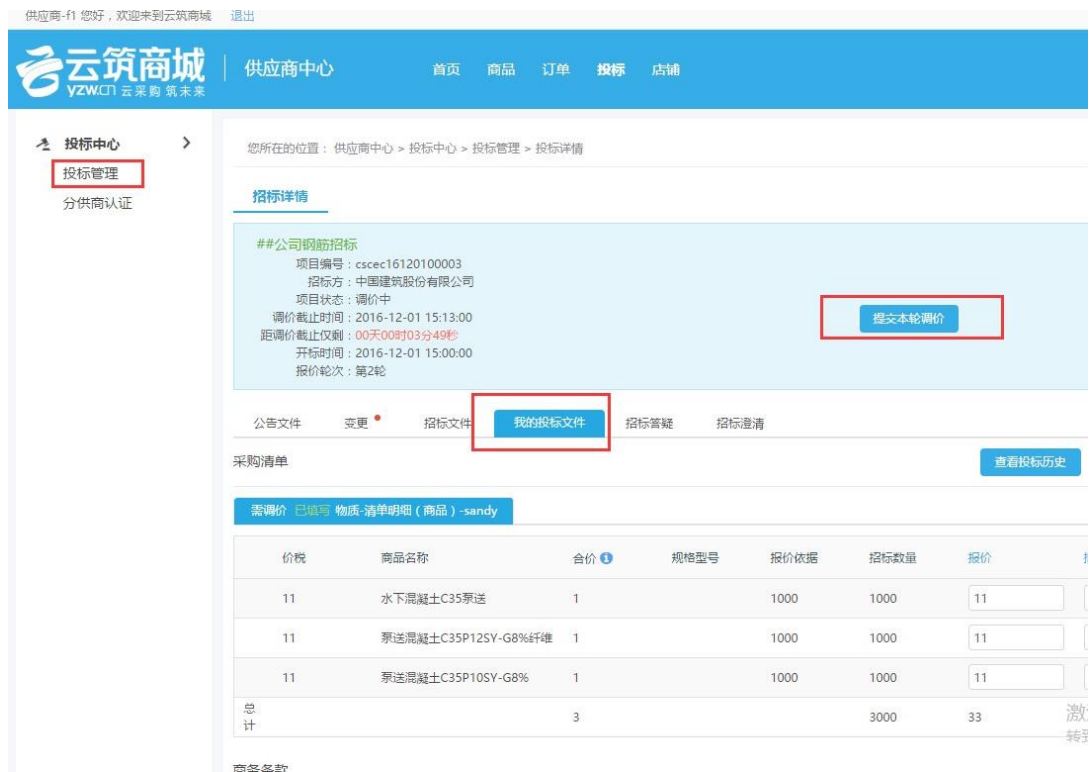 供应商-f1 您好，欢迎来到云筑商城 退出
云筑商城 供应商中心 首页 商品 订单 投标 店铺
YZW.CN 云采购 筑未来
投标中心
投标管理
分供商认证
您所在的位置： 供应商中心 > 投标中心 > 投标管理 > 投标详情
招标详情
##公司钢筋招标
项目编号：cscec16120100003
招标方：中国建筑股份有限公司
项目状态：调价中
调价截止时间：2016-12-01 15:13:00
距调价截止仅剩：00天00时03分49秒
开标时间：2016-12-01 15:00:00
报价轮次：第2轮
提交本轮调价
公告文件 变更 招标文件 我的投标文件 招标答疑 招标澄清
采购清单 查看投标历史
需调价 已填写 物质-清单明细（商品）-sandy
价税 商品名称 合价 规格型号 报价依据 招标数量 报价
11 水下混凝土C35泵送 1 1000 1000 11
11 泵送混凝土C35P12SY-G8%纤维 1 1000 1000 11
11 泵送混凝土C35P10SY-G8% 1 1000 1000 11
总计 3 3000 33
商务条款